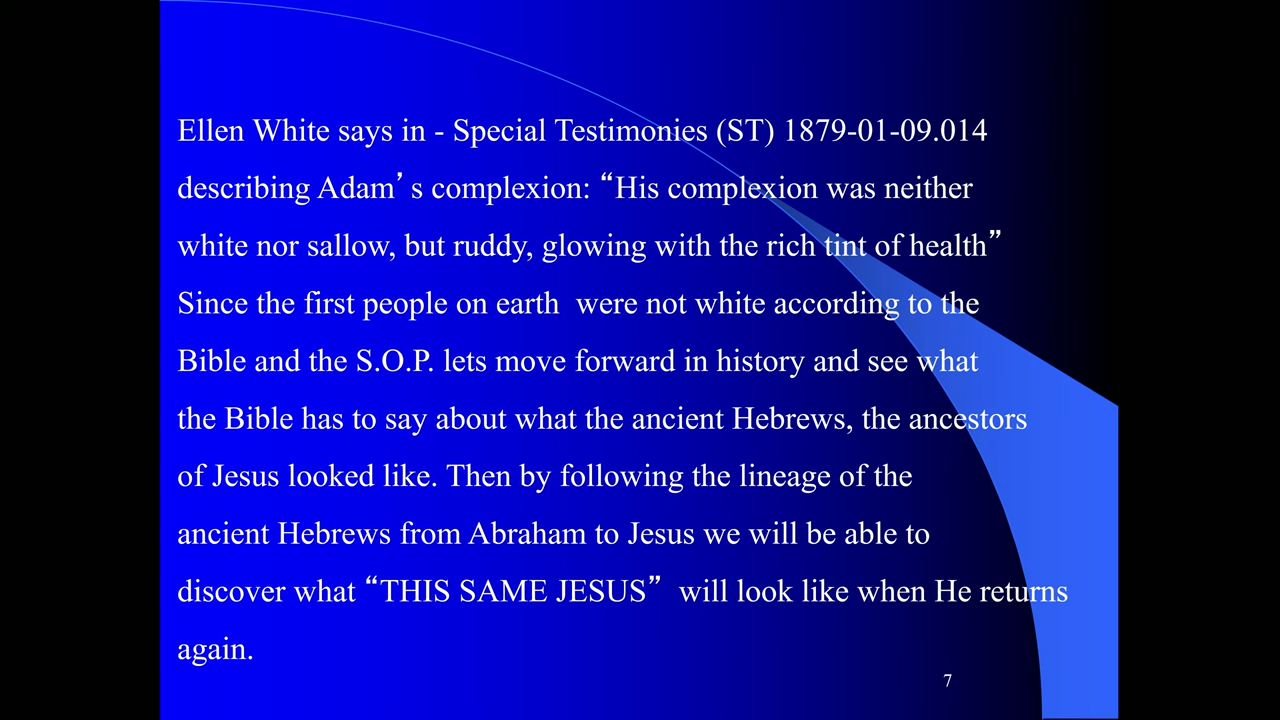 Ellen White says in - Special Testimonies (ST) 1879-01-09.014
describing Adam’s complexion: “His complexion was neither
white nor sallow, but ruddy, glowing with the rich tint of health”
Since the first people on earth  were not white according to the
Bible and the S.O.P. lets move forward in history and see what
the Bible has to say about what the ancient Hebrews, the ancestors
of Jesus looked like. Then by following the lineage of the
ancient Hebrews from Abraham to Jesus we will be able to
discover what “THIS SAME JESUS”  will look like when He returns
again.
7